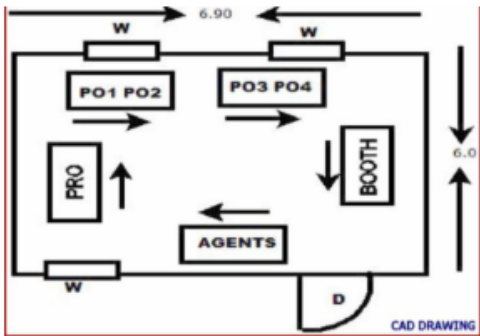 6.90
W
W
PO1 PO2
PO3 PO4
6.0
PRO
BOOTH
AGENTS
W
D
CAD DRAWING